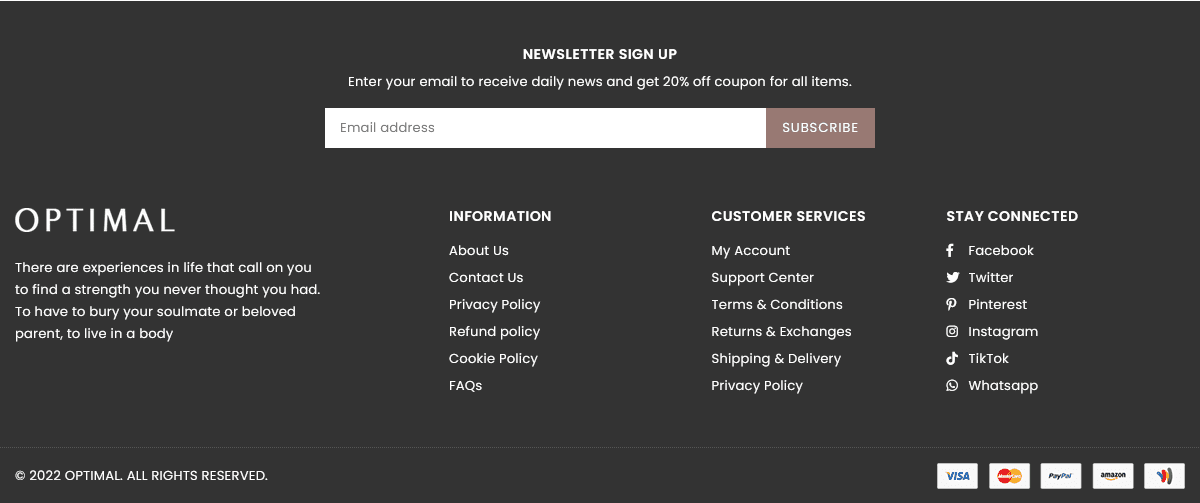 NEWSLETTER SIGN UP
Enter your email to receive daily news and get 20% off coupon for all items.
Email address
SUBSCRIBE
OPTIMAL
There are experiences in life that call on you
to find a strength you never thought you had.
To have to bury your soulmate or beloved
parent, to live in a body
INFORMATION
About Us
Contact Us
Privacy Policy
Refund policy
Cookie Policy
FAQs
CUSTOMER SERVICES
My Account
Support Center
Terms & Conditions
Returns & Exchanges
Shipping & Delivery
Privacy Policy
STAY CONNECTED
Facebook
Twitter
Pinterest
Instagram
TikTok
Whatsapp
© 2022 OPTIMAL. ALL RIGHTS RESERVED.
VISA
MasterCard
PayPal
amazon